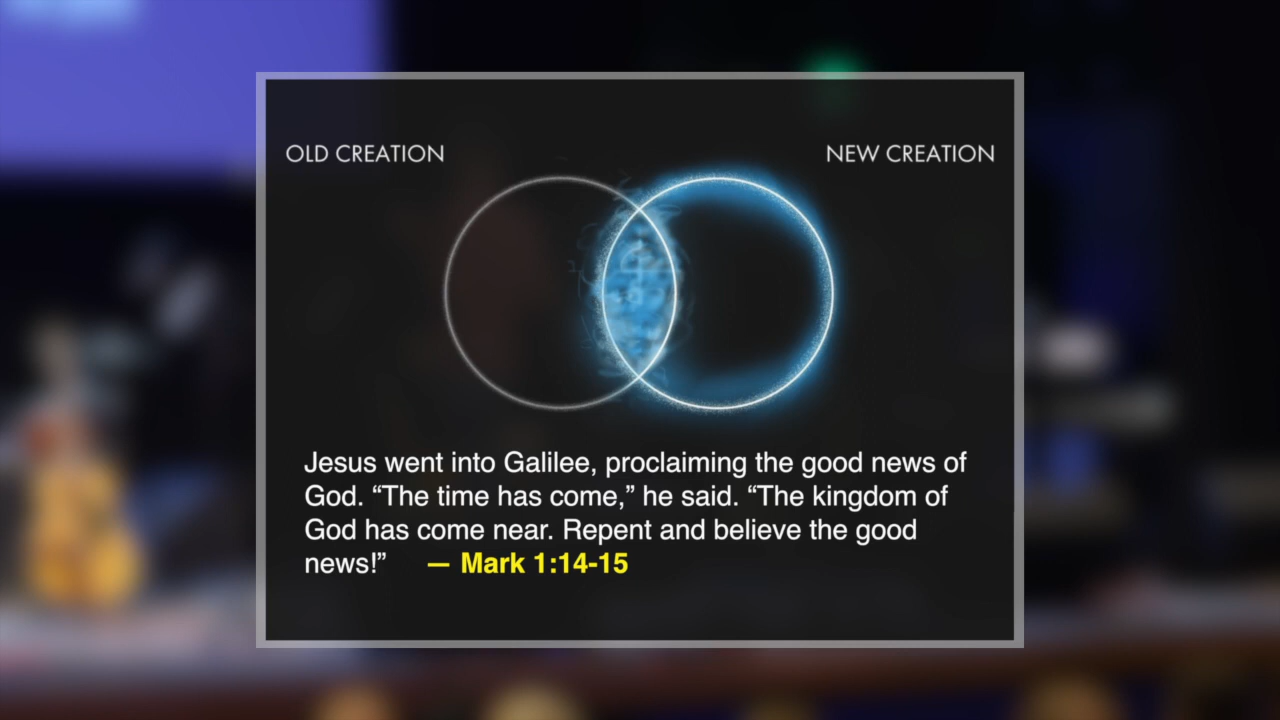 OLD CREATION
NEW CREATION
Jesus went into Galilee, proclaiming the good news of
God. “The time has come,” he said. “The kingdom of
God has come near. Repent and believe the good
news!” — Mark 1:14-15